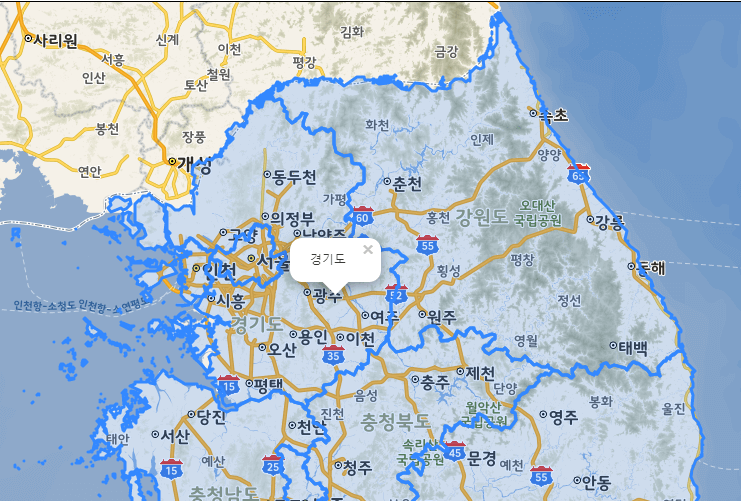 김화
사리원
신계
이천
금강
서흥
평강
인산
철원
토산
봉천
화천
속초
장풍
인제
연안
개성
양양
65
동두천
춘천
가평
오대산
국립공원
의정부
60
홍천
강원도
강릉
고양
남양주
55
서울
경기도
×
인천
횡성
평창
동해
시흥
광주
52
정선
인천항-소청도
인천항-소연평도
여주
원주
경기도
용인
이천
영월
오산
35
태백
15
평택
충주
제천
단양
음성
봉화
울진
당진
진천
월악산
국립공원
영주
천안
충청북도
태안
서산
속리산
국립공원
45
문경
예산
25
청주
예천
15
55
안동
충청남도